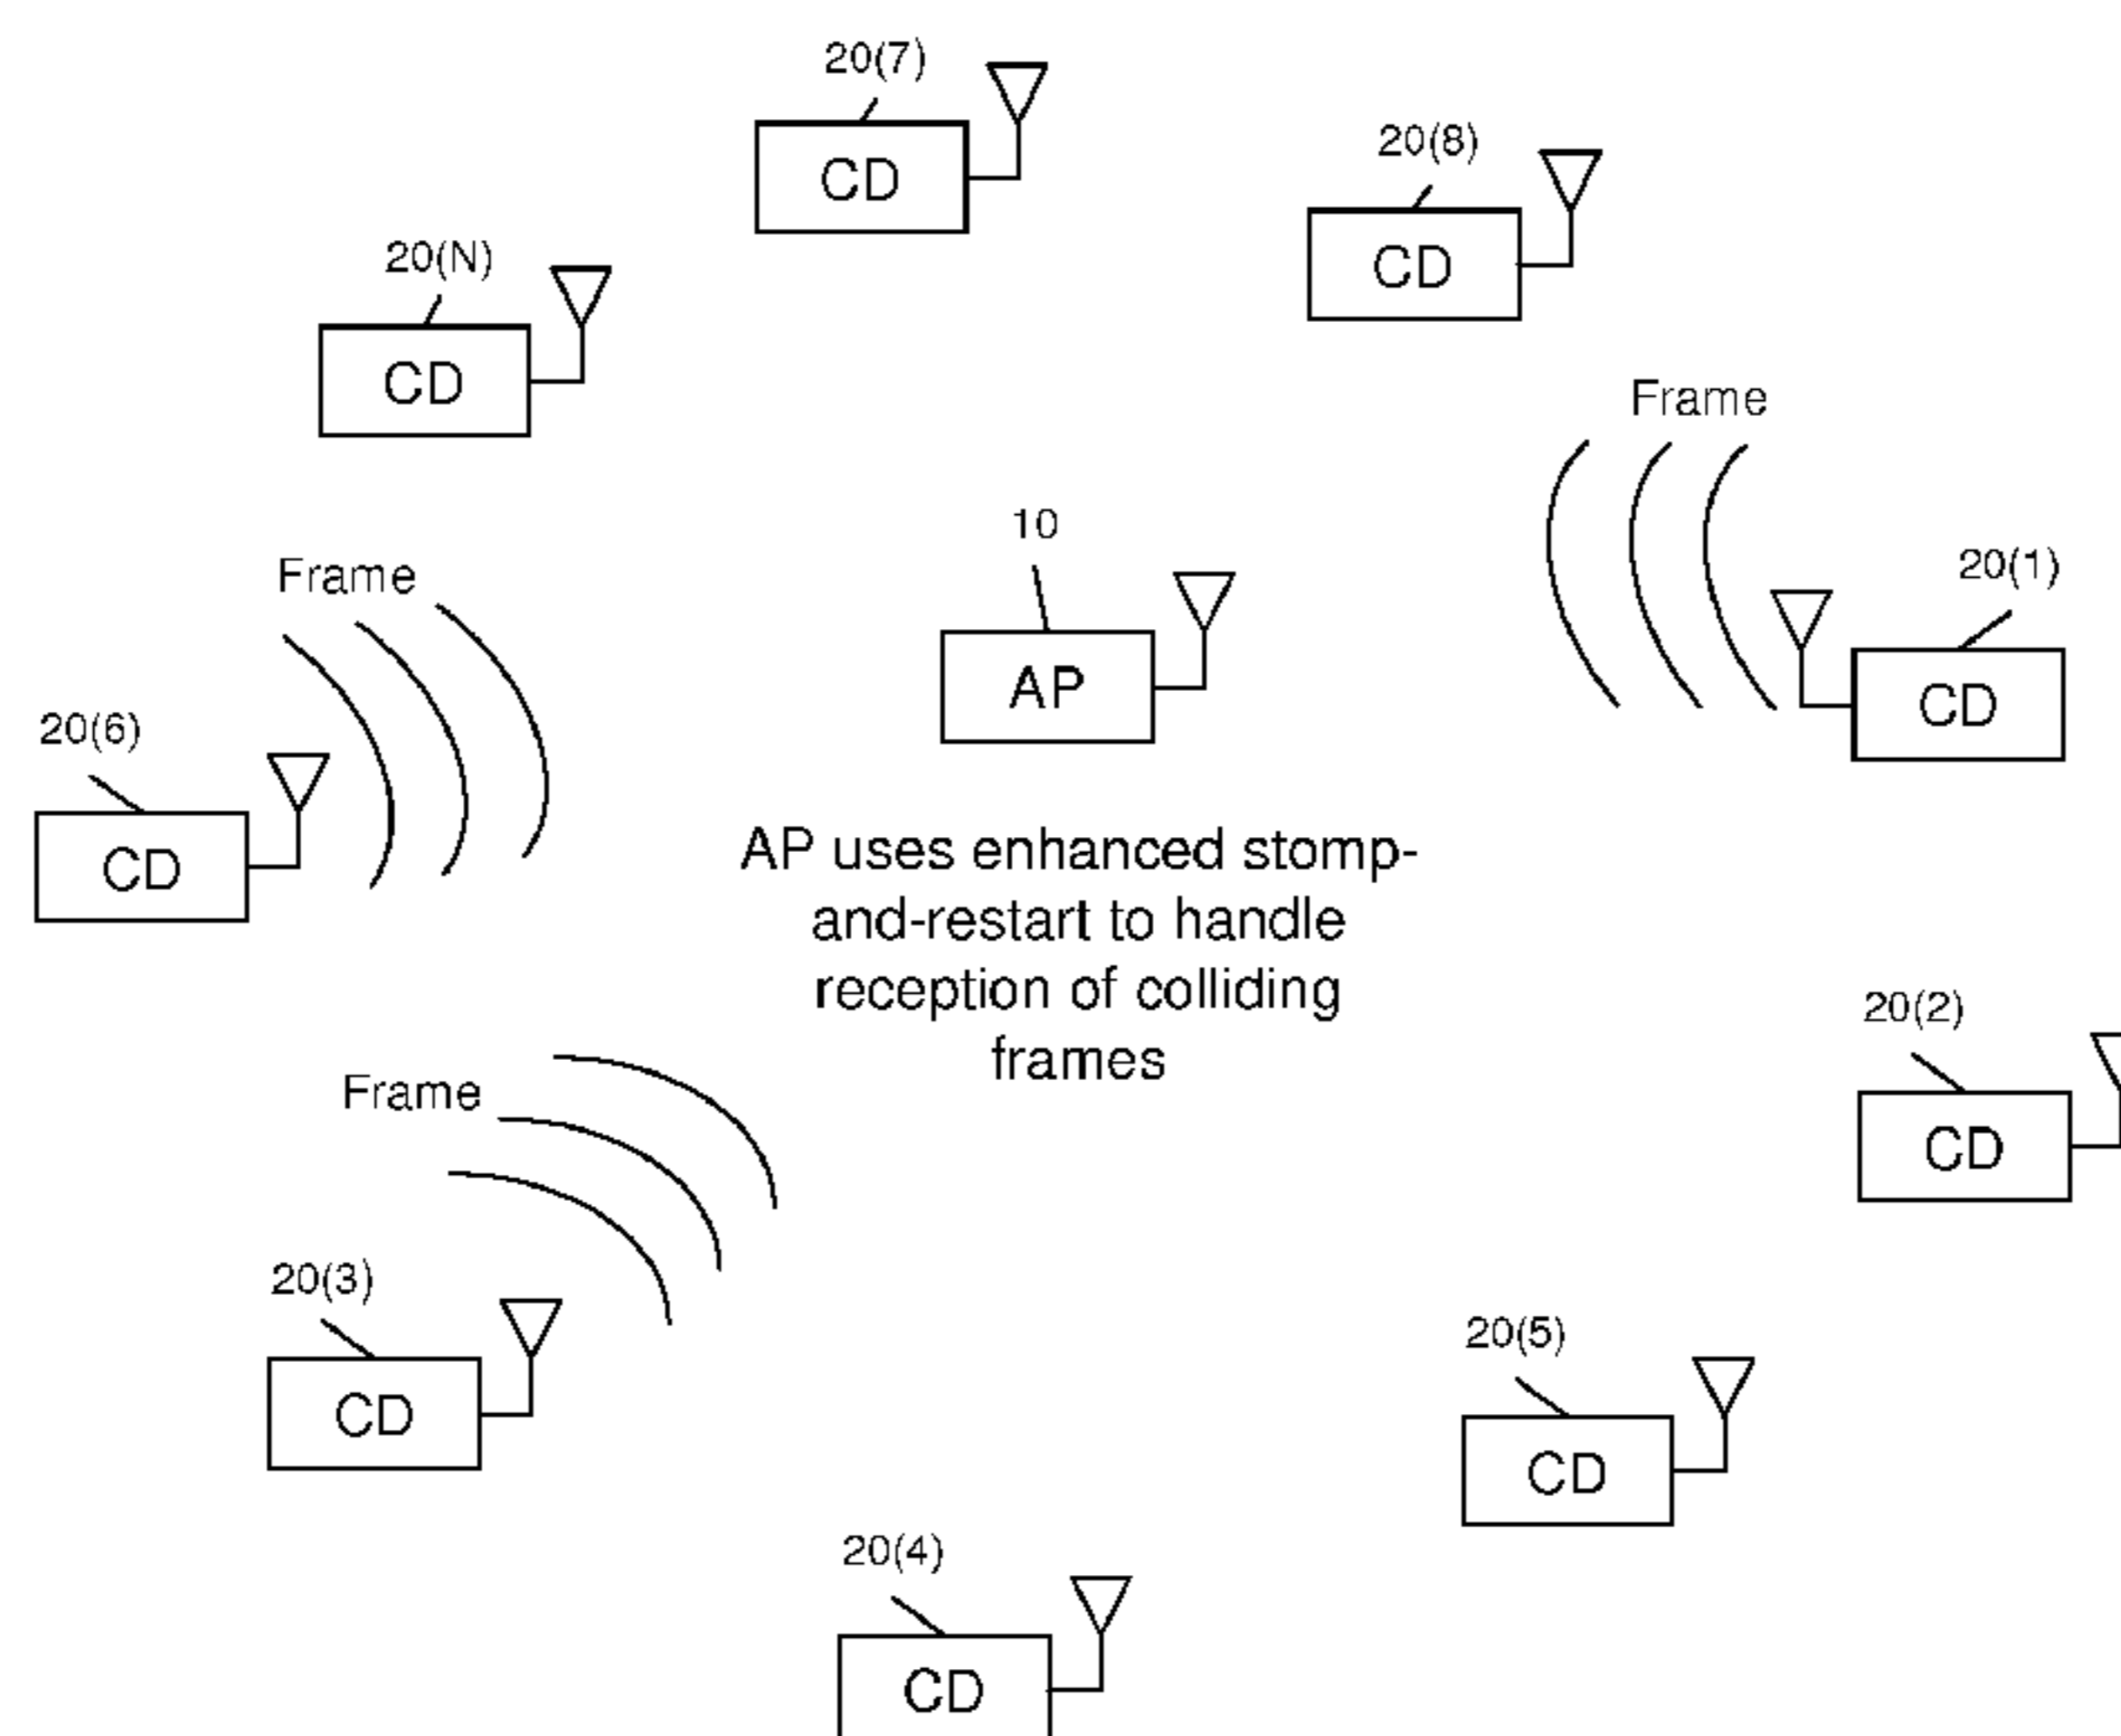 20(7)
CD
20(8)
CD
20(N)
CD
Frame
10
AP
Frame
20(1)
CD
20(6)
CD
AP uses enhanced stomp-
and-restart to handle
reception of colliding
frames
20(2)
CD
Frame
20(3)
CD
20(5)
CD
20(4)
CD